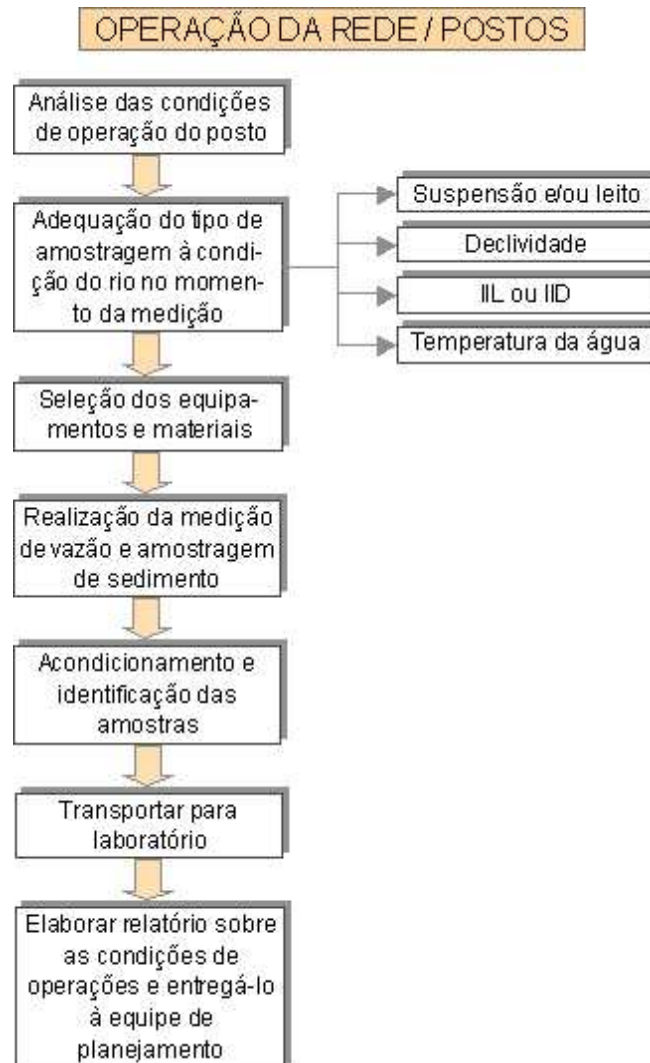 OPERAÇÃO DA REDE / POSTOS
Análise das condições
de operação do posto
Adequação do tipo de
amostragem à condi-
ção do rio no momen-
to da medição
Suspensão e/ou leito
Declividade
IIL ou IID
Temperatura da água
Seleção dos equipa-
mentos e materiais
Realização da medição
de vazão e amostragem
de sedimento
Acondicionamento e
identificação das
amostras
Transportar para
laboratório
Elaborar relatório sobre
as condições de
operações e entregá-lo
à equipe de
planejamento